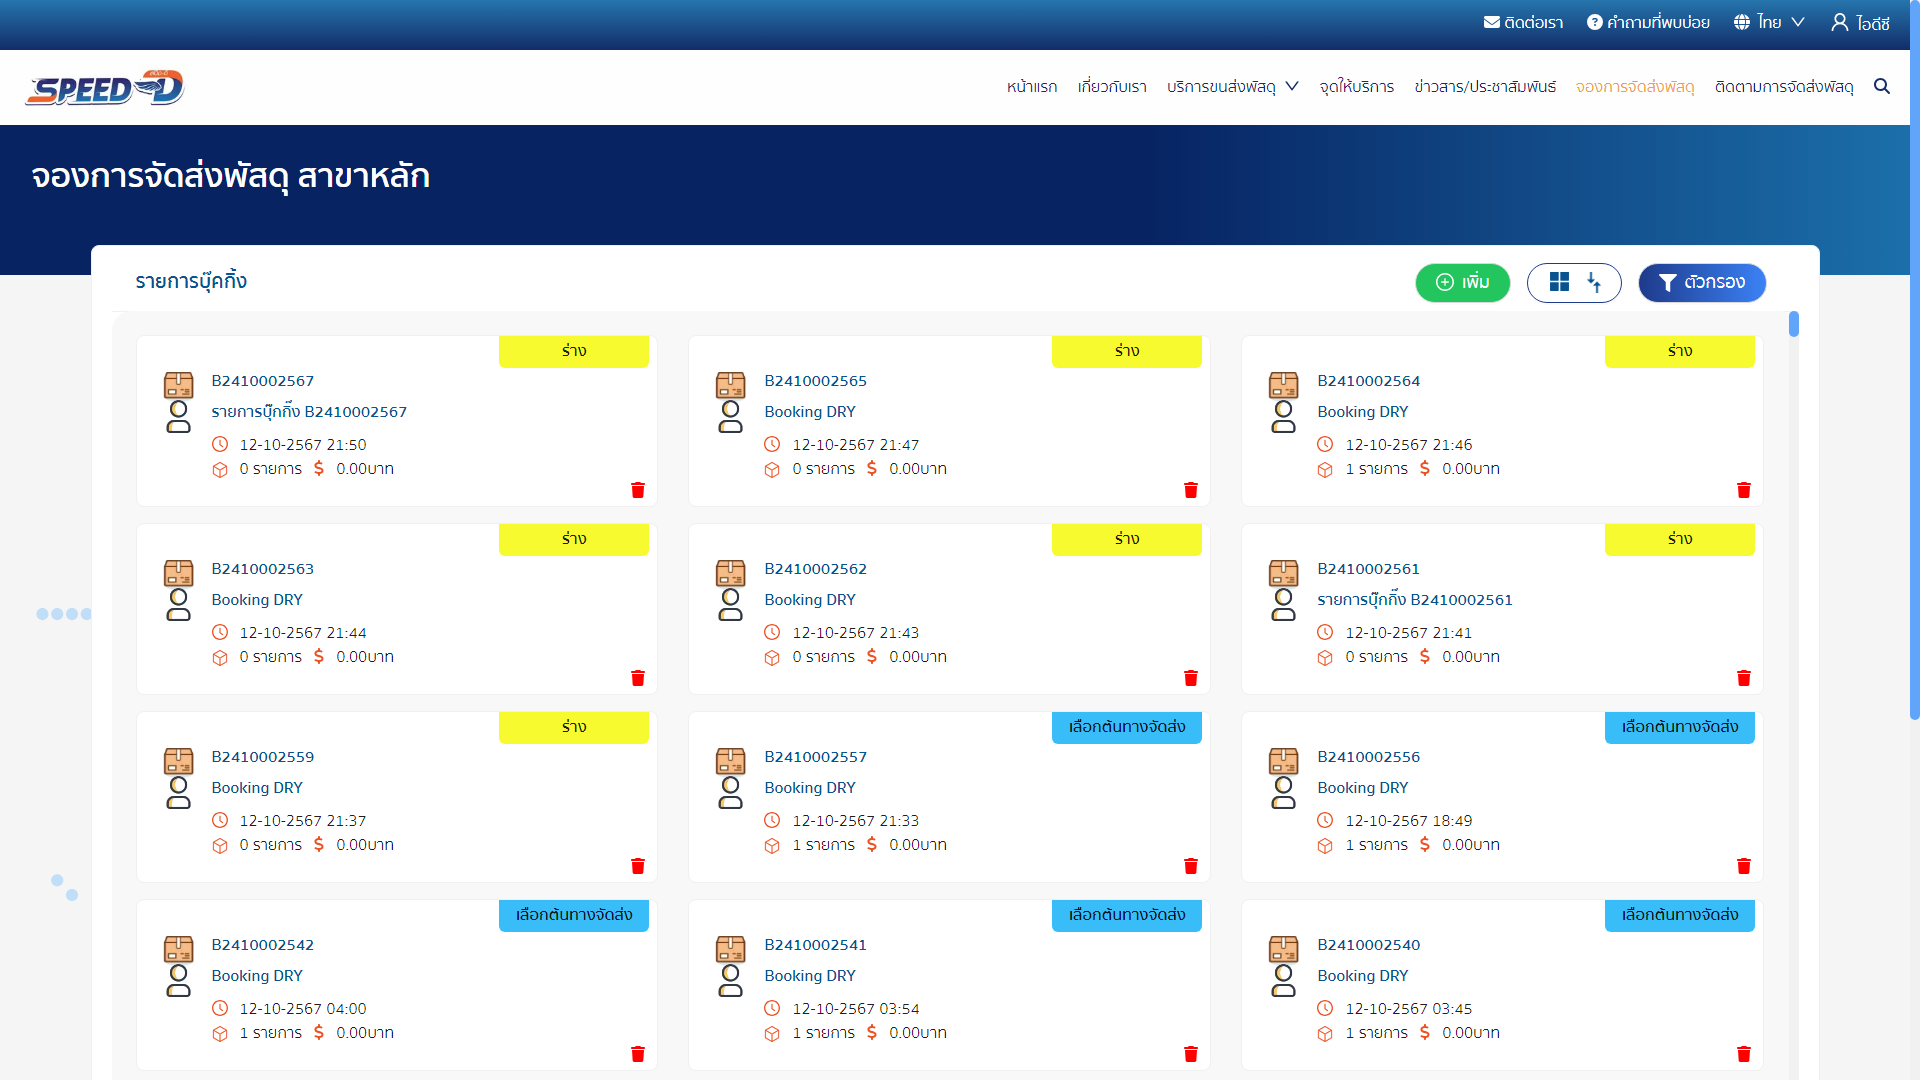 ติดต่อเรา คำถามที่พบบ่อย ไทย ไอดีซี
SPEED-D
หน้าแรก เกี่ยวกับเรา บริการขนส่งพัสดุ จุดให้บริการ ข่าวสาร/ประชาสัมพันธ์ จองการจัดส่งพัสดุ ติดตามการจัดส่งพัสดุ
จองการจัดส่งพัสดุ สาขาหลัก
รายการบุ๊คกิ้ง เพิ่ม ตัวกรอง
ร่าง
B2410002567
รายการบุ๊กกิ๊ง B2410002567
12-10-2567 21:50
0 รายการ 0.00บาท
ร่าง
B2410002565
Booking DRY
12-10-2567 21:47
0 รายการ 0.00บาท
ร่าง
B2410002564
Booking DRY
12-10-2567 21:46
1 รายการ 0.00บาท
ร่าง
B2410002563
Booking DRY
12-10-2567 21:44
0 รายการ 0.00บาท
ร่าง
B2410002562
Booking DRY
12-10-2567 21:43
0 รายการ 0.00บาท
ร่าง
B2410002561
รายการบุ๊กกิ๊ง B2410002561
12-10-2567 21:41
0 รายการ 0.00บาท
ร่าง
B2410002559
Booking DRY
12-10-2567 21:37
0 รายการ 0.00บาท
เลือกต้นทางจัดส่ง
B2410002557
Booking DRY
12-10-2567 21:33
1 รายการ 0.00บาท
เลือกต้นทางจัดส่ง
B2410002556
Booking DRY
12-10-2567 18:49
1 รายการ 0.00บาท
เลือกต้นทางจัดส่ง
B2410002542
Booking DRY
12-10-2567 04:00
1 รายการ 0.00บาท
เลือกต้นทางจัดส่ง
B2410002541
Booking DRY
12-10-2567 03:54
1 รายการ 0.00บาท
เลือกต้นทางจัดส่ง
B2410002540
Booking DRY
12-10-2567 03:45
1 รายการ 0.00บาท